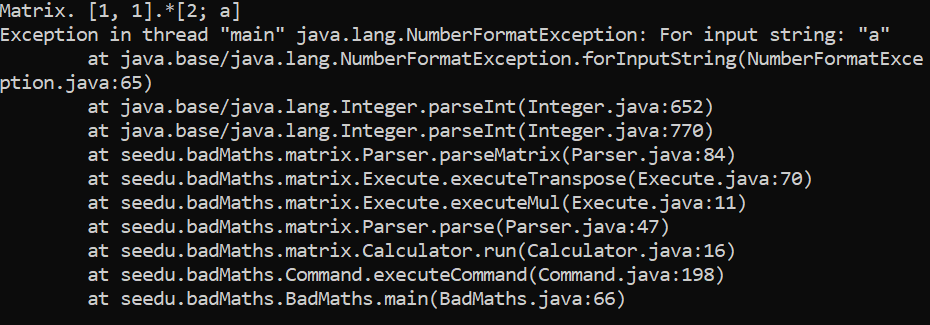 Matrix. [1, 1].*[2; a]
Exception in thread "main" java.lang.NumberFormatException: For input string: "a"
        at java.base/java.lang.NumberFormatException.forInputString(NumberFormatExce
ption.java:65)
        at java.base/java.lang.Integer.parseInt(Integer.java:652)
        at java.base/java.lang.Integer.parseInt(Integer.java:770)
        at seedu.badMaths.matrix.Parser.parseMatrix(Parser.java:84)
        at seedu.badMaths.matrix.Execute.executeTranspose(Execute.java:70)
        at seedu.badMaths.matrix.Execute.executeMul(Execute.java:11)
        at seedu.badMaths.matrix.Parser.parse(Parser.java:47)
        at seedu.badMaths.matrix.Calculator.run(Calculator.java:16)
        at seedu.badMaths.Command.executeCommand(Command.java:198)
        at seedu.badMaths.BadMaths.main(BadMaths.java:66)